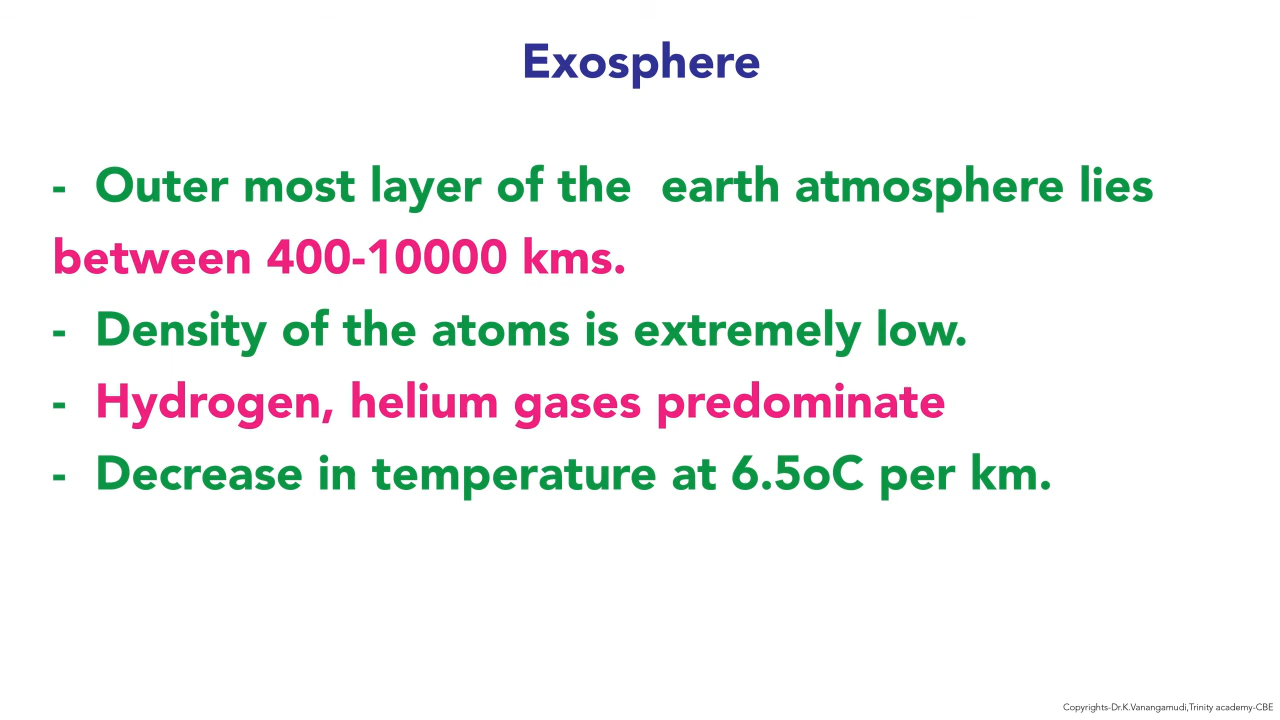 Exosphere
- Outer most layer of the earth atmosphere lies
between 400-10000 kms.
- Density of the atoms is extremely low.
- Hydrogen, helium gases predominate
- Decrease in temperature at 6.5oC per km.
Copyrights-Dr.K.Vanangamudi,Trinity academy-CBE